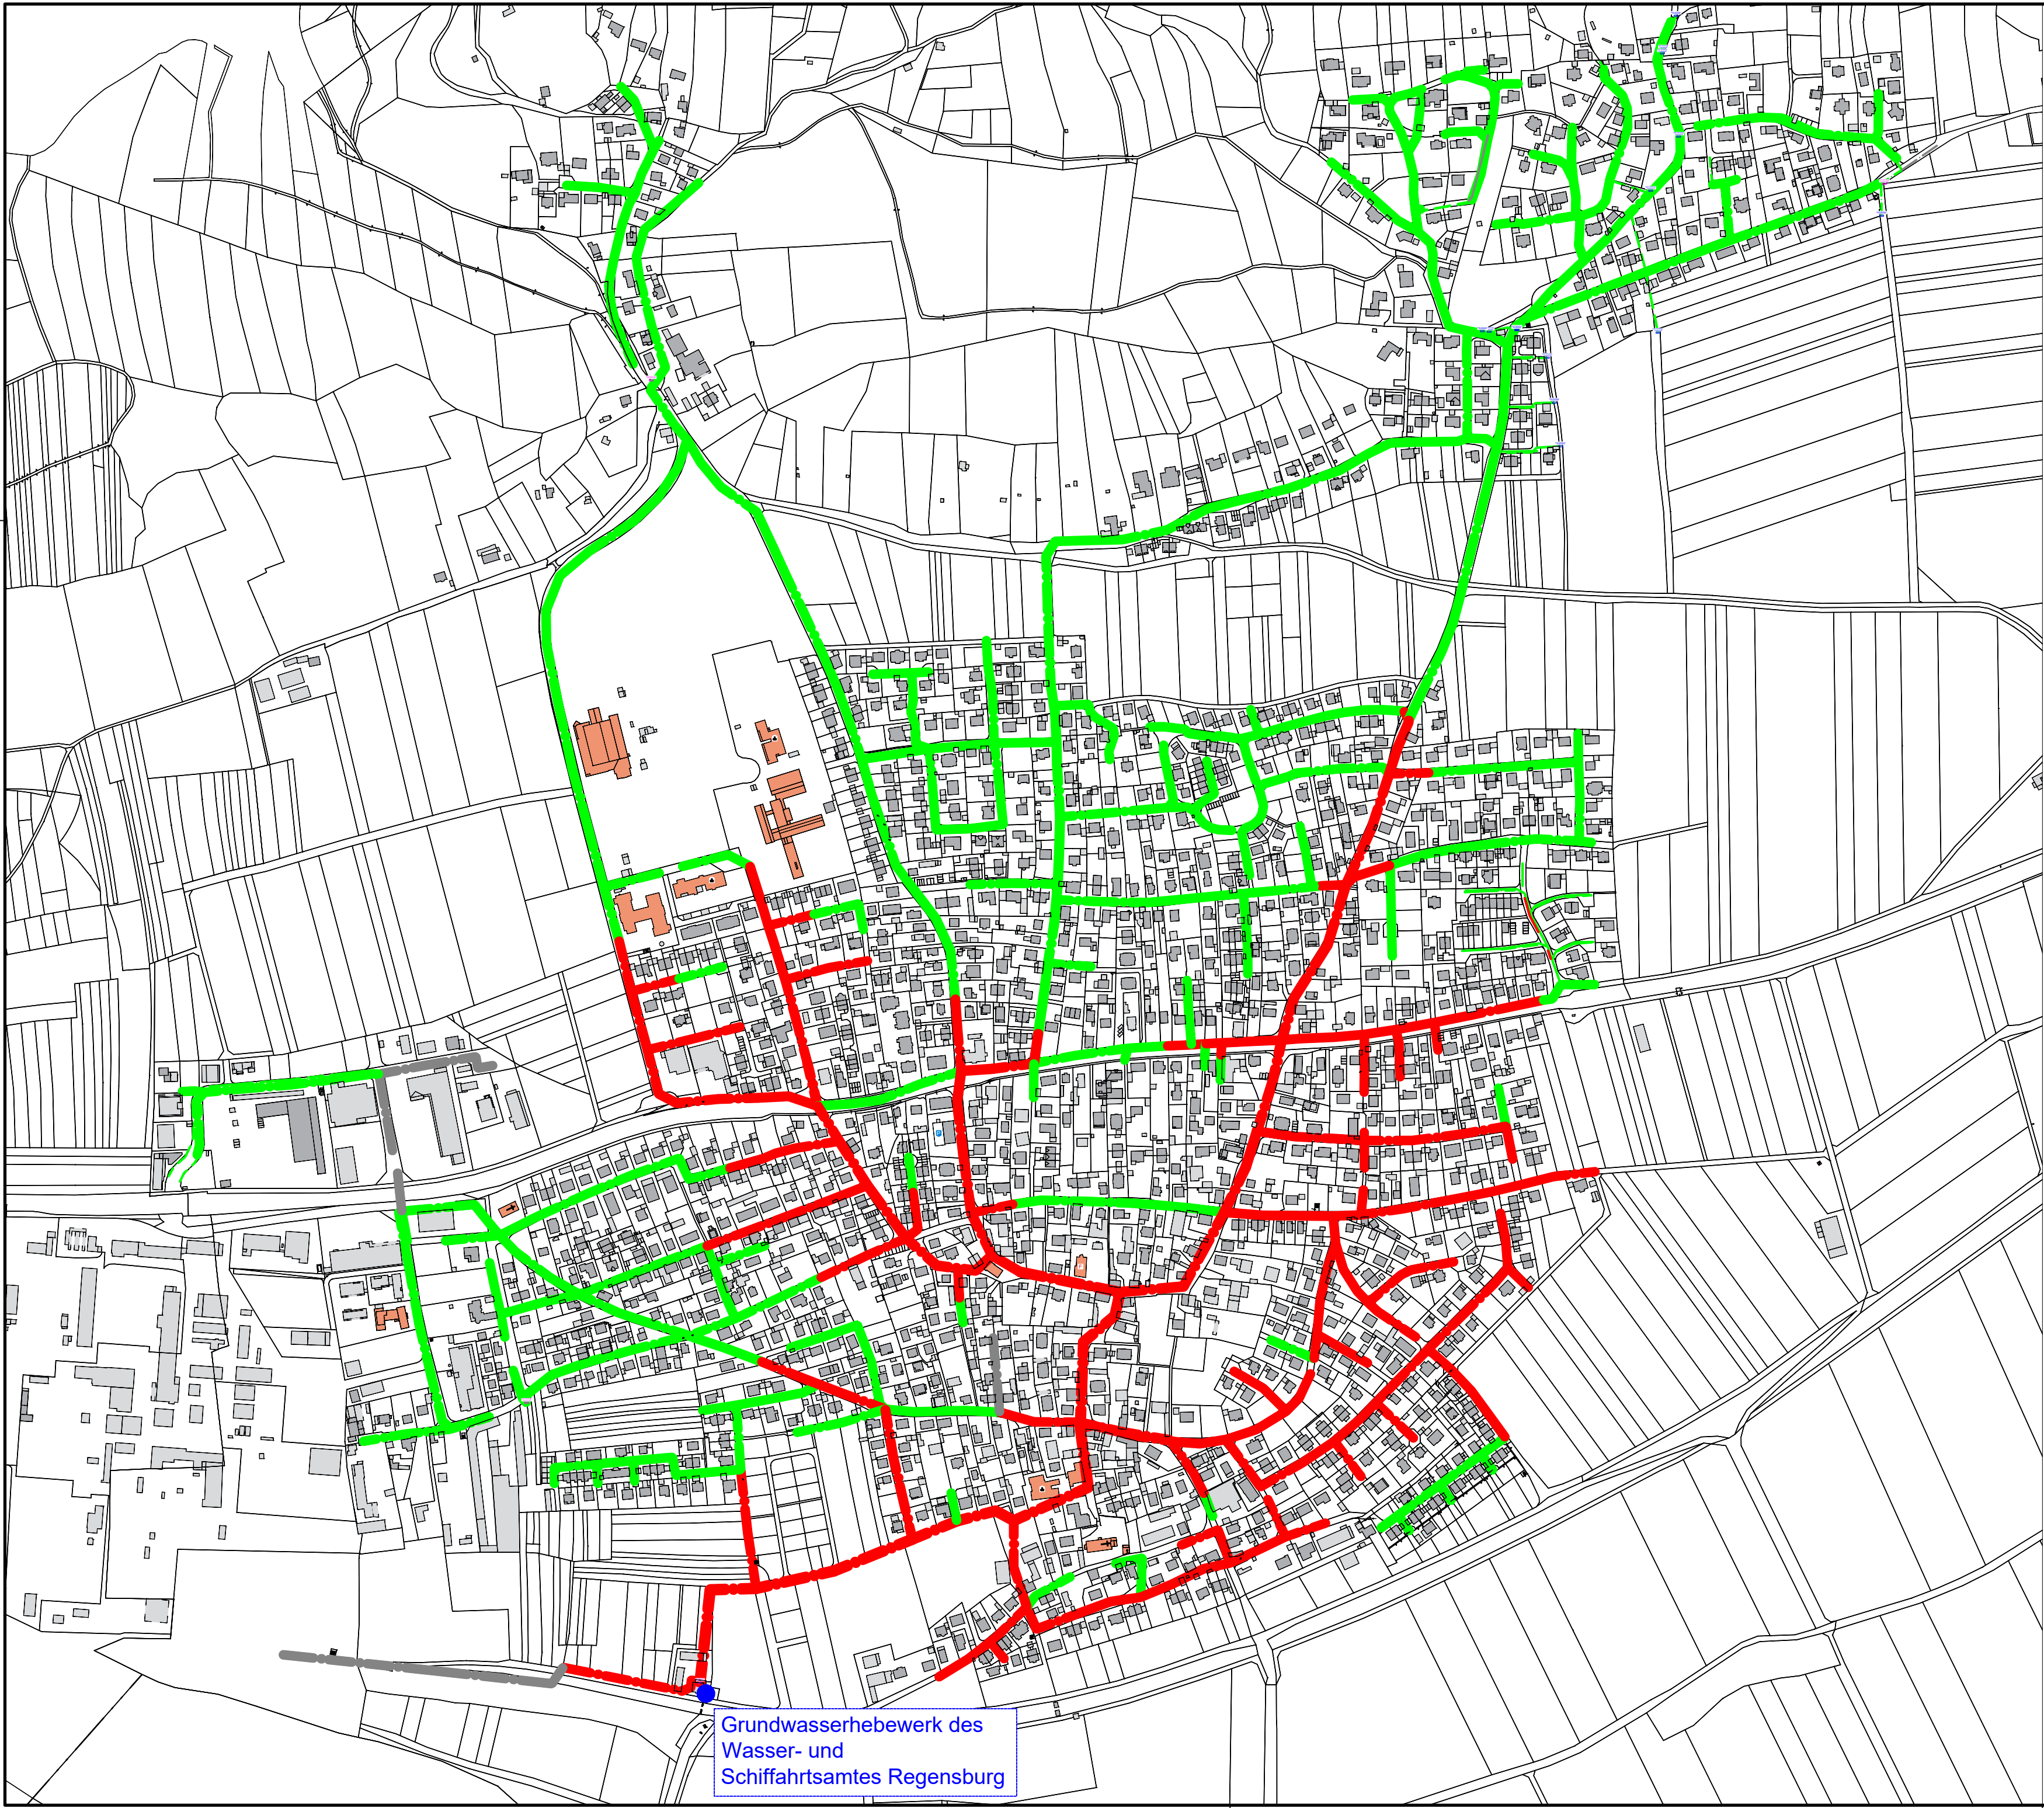 Grundwasserhebewerk des
Wasser- und
Schiffahrtsamtes Regensburg